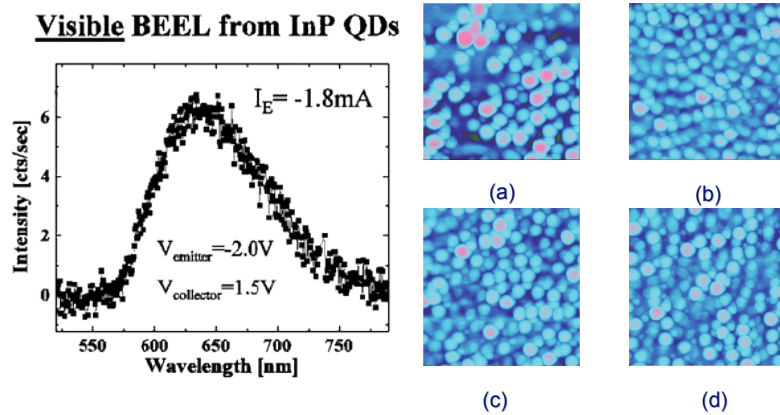 Visible BEEL from InP QDs
I_E= -1.8mA
V_emitter=-2.0V
V_collector=1.5V
Intensity [cts/sec]
6
4
2
0
550 600 650 700 750
Wavelength [nm]
(a) (b)
(c) (d)